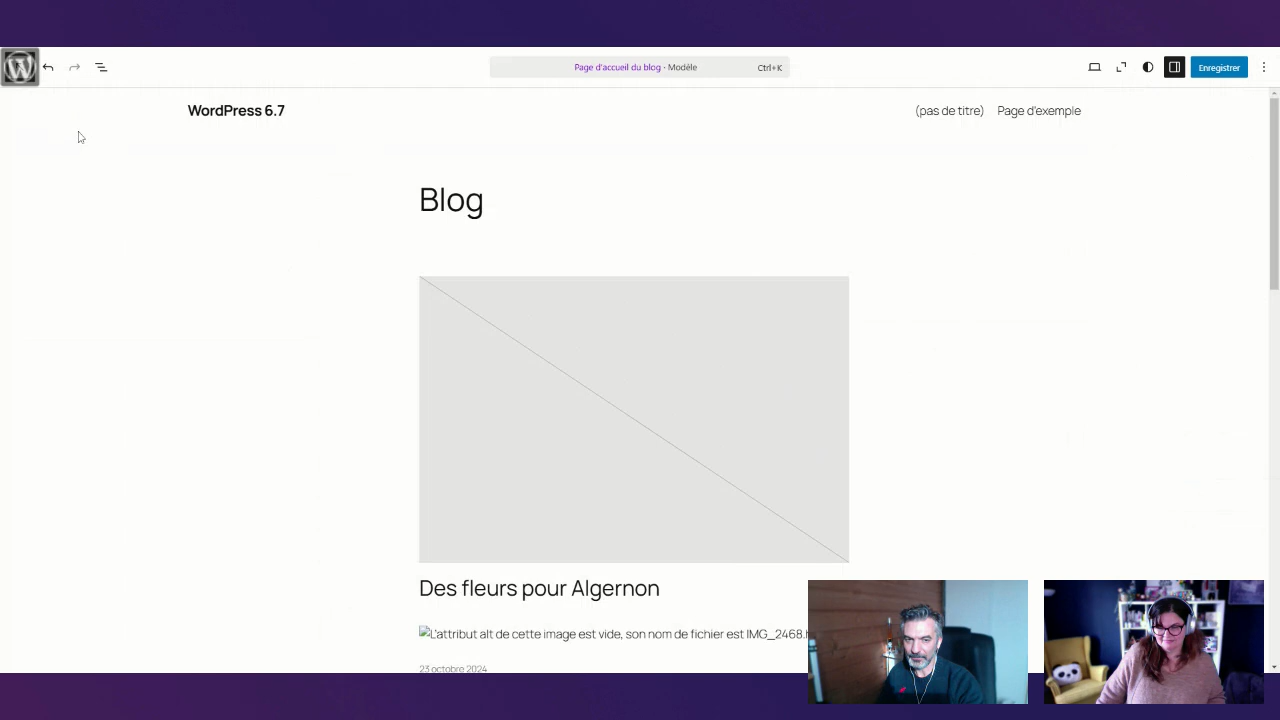 Page d'accueil du blog · Modèle
Ctrl+K
Enregistrer
WordPress 6.7
(pas de titre)
Page d'exemple
Blog
Des fleurs pour Algernon
L'attribut alt de cette image est vide, son nom de fichier est IMG_2468.h
23 octobre 2024